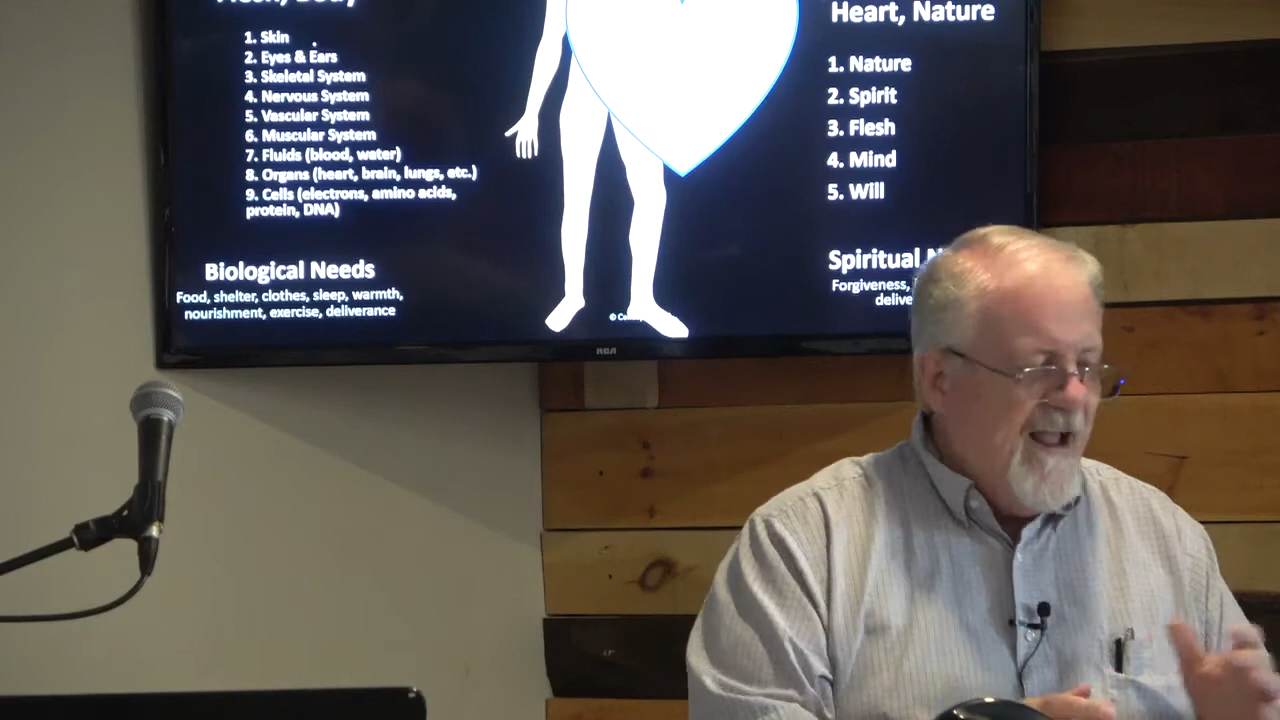 Flesh, Body
1. Skin
2. Eyes & Ears
3. Skeletal System
4. Nervous System
5. Vascular System
6. Muscular System
7. Fluids (blood, water)
8. Organs (heart, brain, lungs, etc.)
9. Cells (electrons, amino acids,
protein, DNA)
Biological Needs
Food, shelter, clothes, sleep, warmth,
nourishment, exercise, deliverance
Heart, Nature
1. Nature
2. Spirit
3. Flesh
4. Mind
5. Will
Spiritual
Forgiveness,
©
RCA